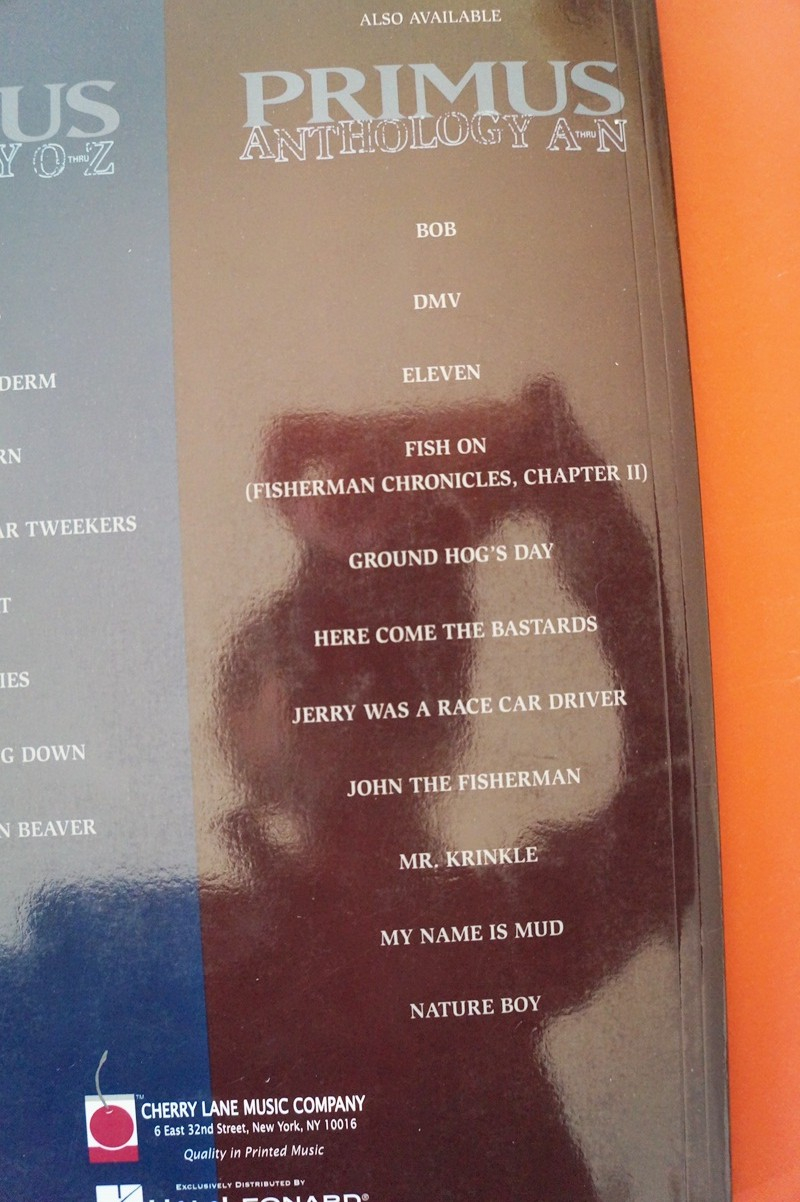 ALSO AVAILABLE
US
PRIMUS
Y O THRU Z
ANTHOLOGY A THRU N
BOB
DMV
DERM
ELEVEN
RN
FISH ON
(FISHERMAN CHRONICLES, CHAPTER II)
AR TWEEKERS
GROUND HOG'S DAY
T
HERE COME THE BASTARDS
IES
JERRY WAS A RACE CAR DRIVER
G DOWN
JOHN THE FISHERMAN
N BEAVER
MR. KRINKLE
MY NAME IS MUD
NATURE BOY
TM
CHERRY LANE MUSIC COMPANY
6 East 32nd Street, New York, NY 10016
Quality in Printed Music
EXCLUSIVELY DISTRIBUTED BY
HAL LEONARD®